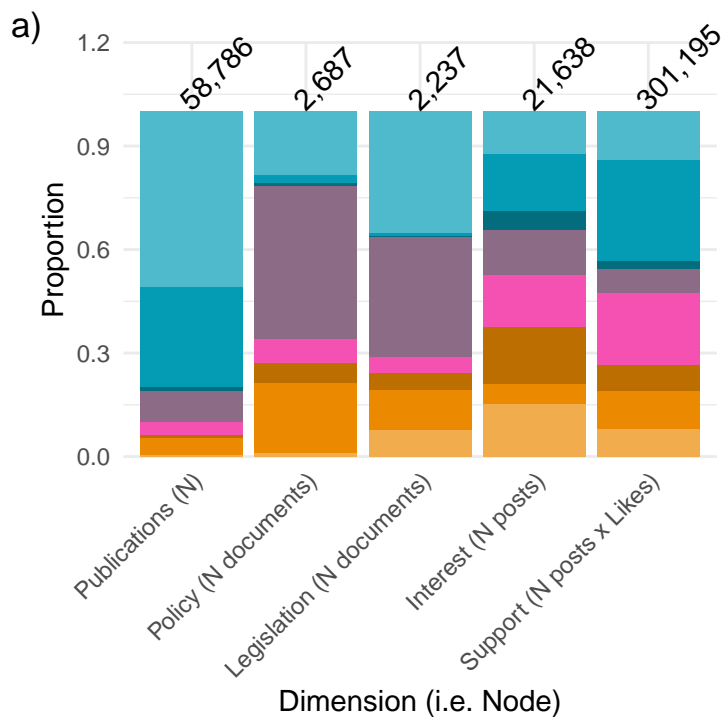 a)
58,786
2,687
2,237
21,638
301,195
1.2
0.9
0.6
0.3
0.0
Proportion
Publications (N)
Policy (N documents)
Legislation (N documents)
Interest (N posts)
Support (N posts x Likes)
Dimension (i.e. Node)